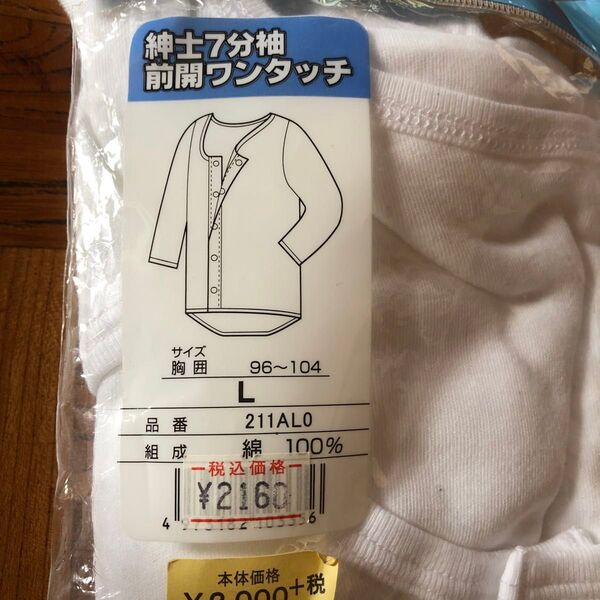 紳士7分袖
前開ワンタッチ
サイズ
胸囲 96〜104
L
品番 211AL0
組成 綿 100%
税込価格
¥2160
本体価格
+税